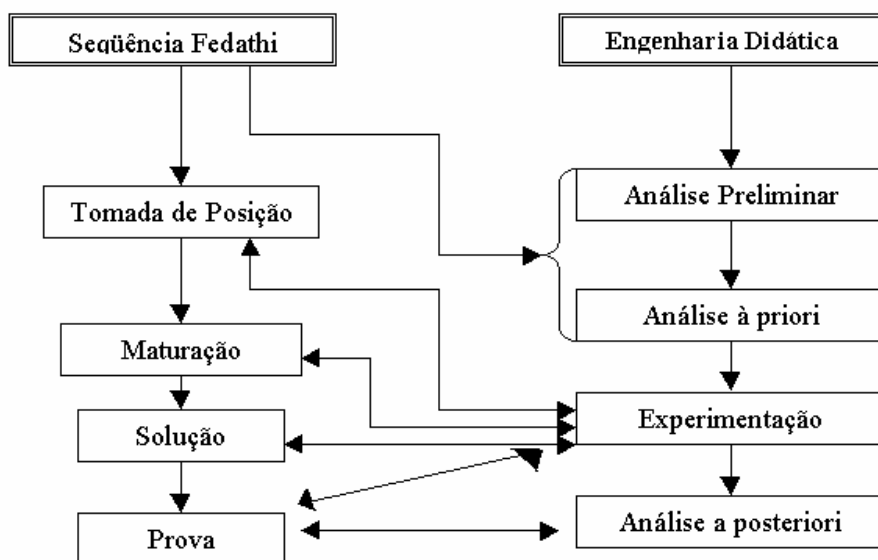 Seqüência Fedathi
Engenharia Didática
Tomada de Posição
Análise Preliminar
Análise à priori
Maturação
Solução
Experimentação
Prova
Análise a posteriori